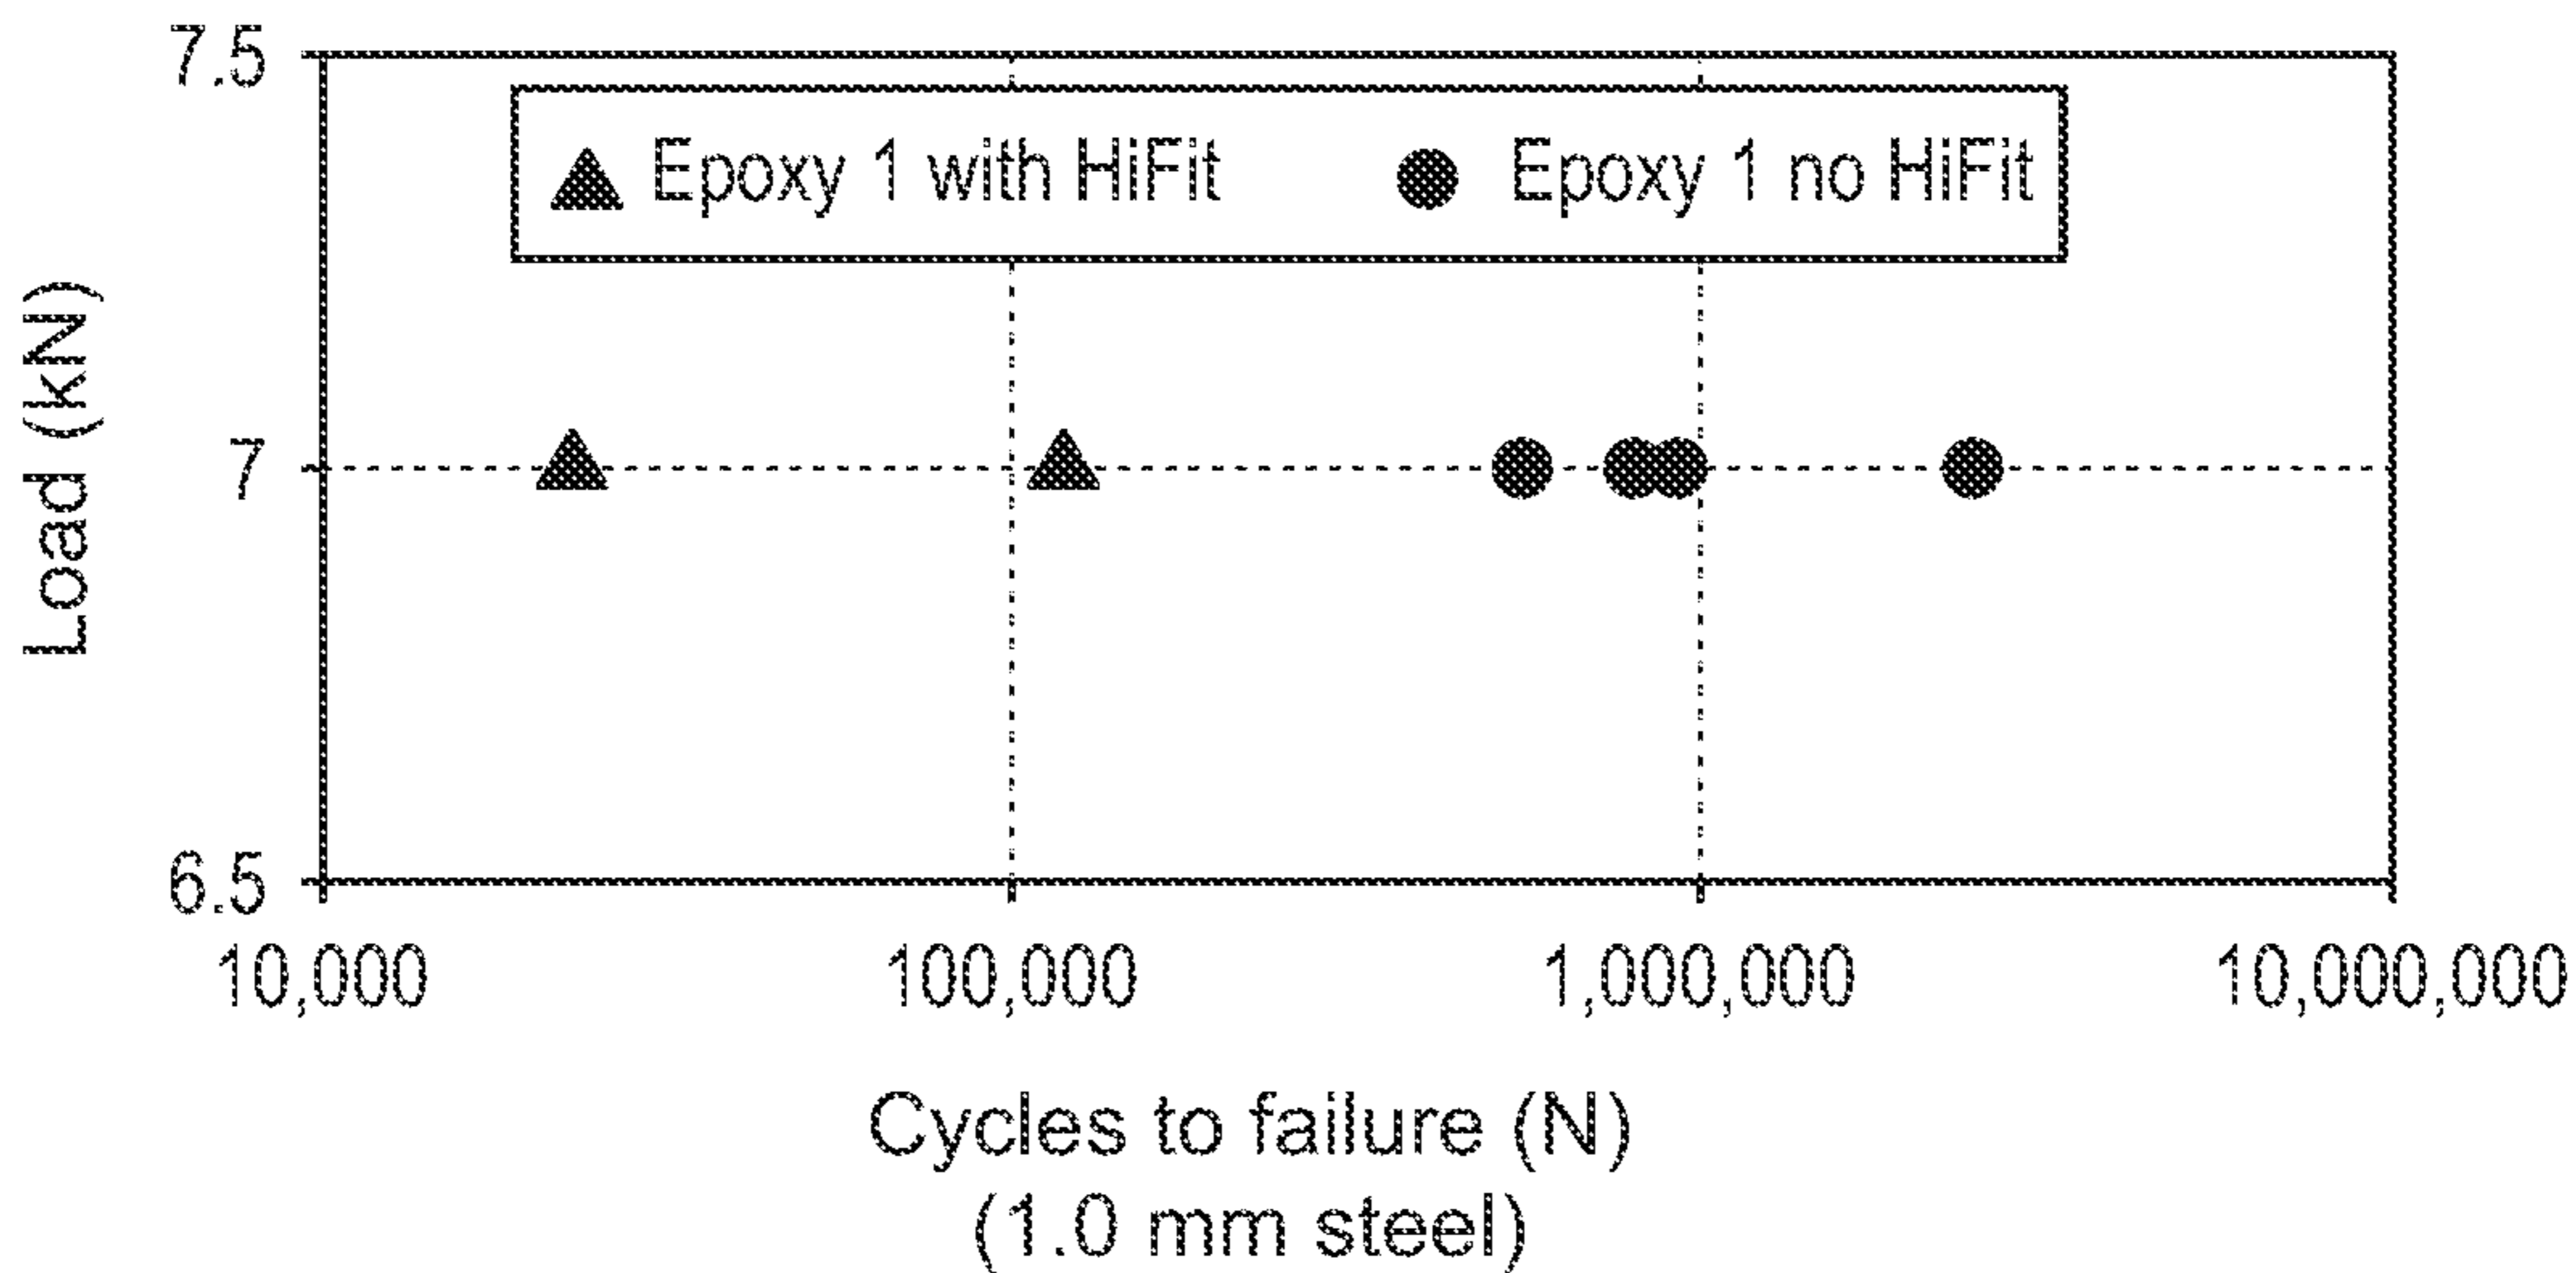 7.5
Epoxy 1 with HiFit
Epoxy 1 no HiFit
Load (kN)
7
6.5
10,000
100,000
1,000,000
10,000,000
Cycles to failure (N)
(1.0 mm steel)